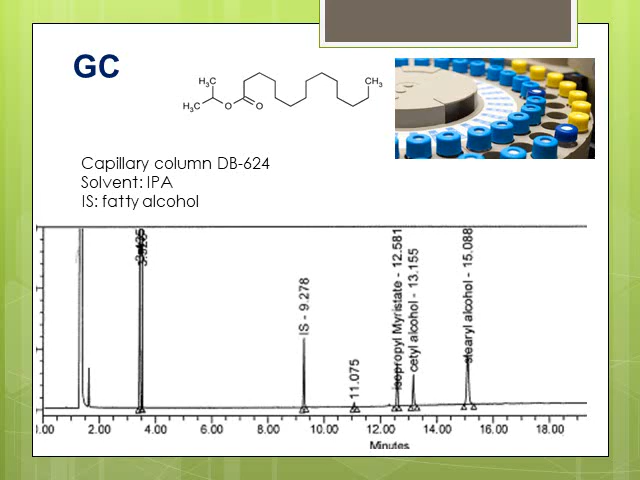 GC
H₃C
CH₃
H₃C
O
O
Capillary column DB-624
Solvent: IPA
IS: fatty alcohol
IS - 9.278
11.075
isopropyl Myristate - 12.581
cetyl alcohol - 13.155
stearyl alcohol - 15.088
2.00 4.00 6.00 8.00 10.00 12.00 14.00 16.00 18.00
Minutes